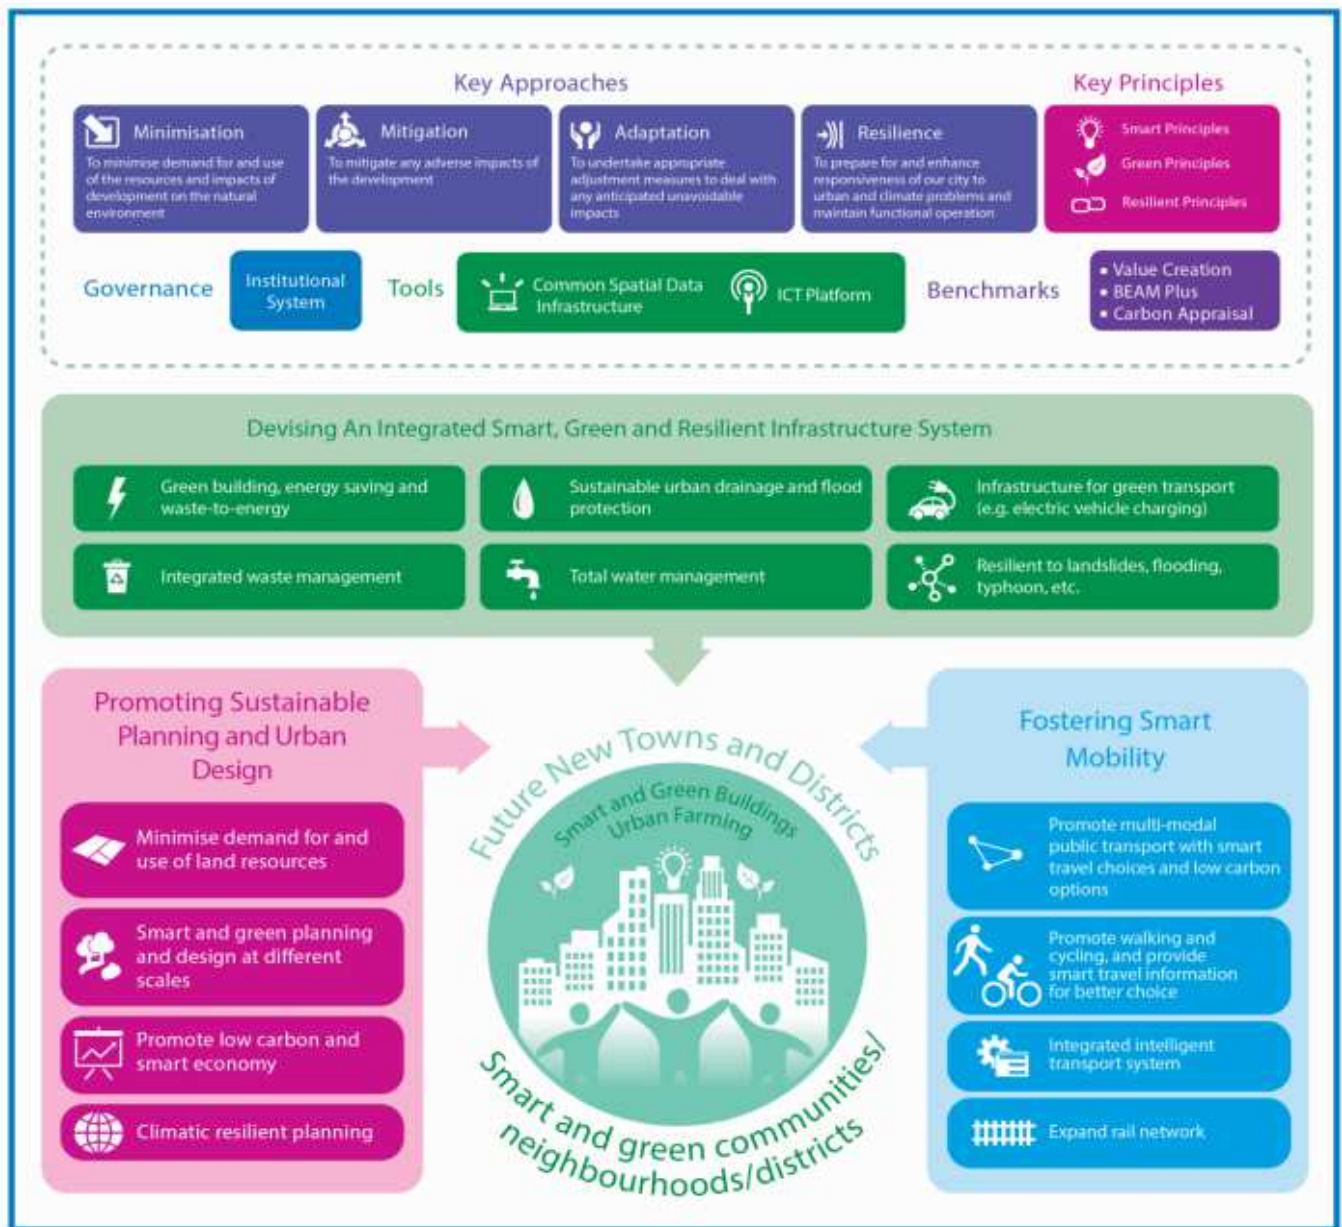 Key Approaches
Key Principles
Minimisation
To minimise demand for and use
of the resources and impacts of
development on the natural
environment
Mitigation
To mitigate any adverse impacts of
the development
Adaptation
To undertake appropriate
adjustment measures to deal with
any anticipated unavoidable
impacts
Resilience
To prepare for and enhance
responsiveness of our city to
urban and climate problems and
maintain functional operation
Smart Principles
Green Principles
Resilient Principles
Governance
Institutional
System
Tools
Common Spatial Data
Infrastructure
ICT Platform
Benchmarks
• Value Creation
• BEAM Plus
• Carbon Appraisal
Devising An Integrated Smart, Green and Resilient Infrastructure System
Green building, energy saving and
waste-to-energy
Sustainable urban drainage and flood
protection
Infrastructure for green transport
(e.g. electric vehicle charging)
Integrated waste management
Total water management
Resilient to landslides, flooding,
typhoon, etc.
Promoting Sustainable
Planning and Urban
Design
Minimise demand for and
use of land resources
Smart and green planning
and design at different
scales
Promote low carbon and
smart economy
Climatic resilient planning
Future New Towns and Districts
Smart and Green Buildings
Urban Farming
Smart and green communities/
neighbourhoods/districts
Fostering Smart
Mobility
Promote multi-modal
public transport with smart
travel choices and low carbon
options
Promote walking and
cycling, and provide
smart travel information
for better choice
Integrated intelligent
transport system
Expand rail network